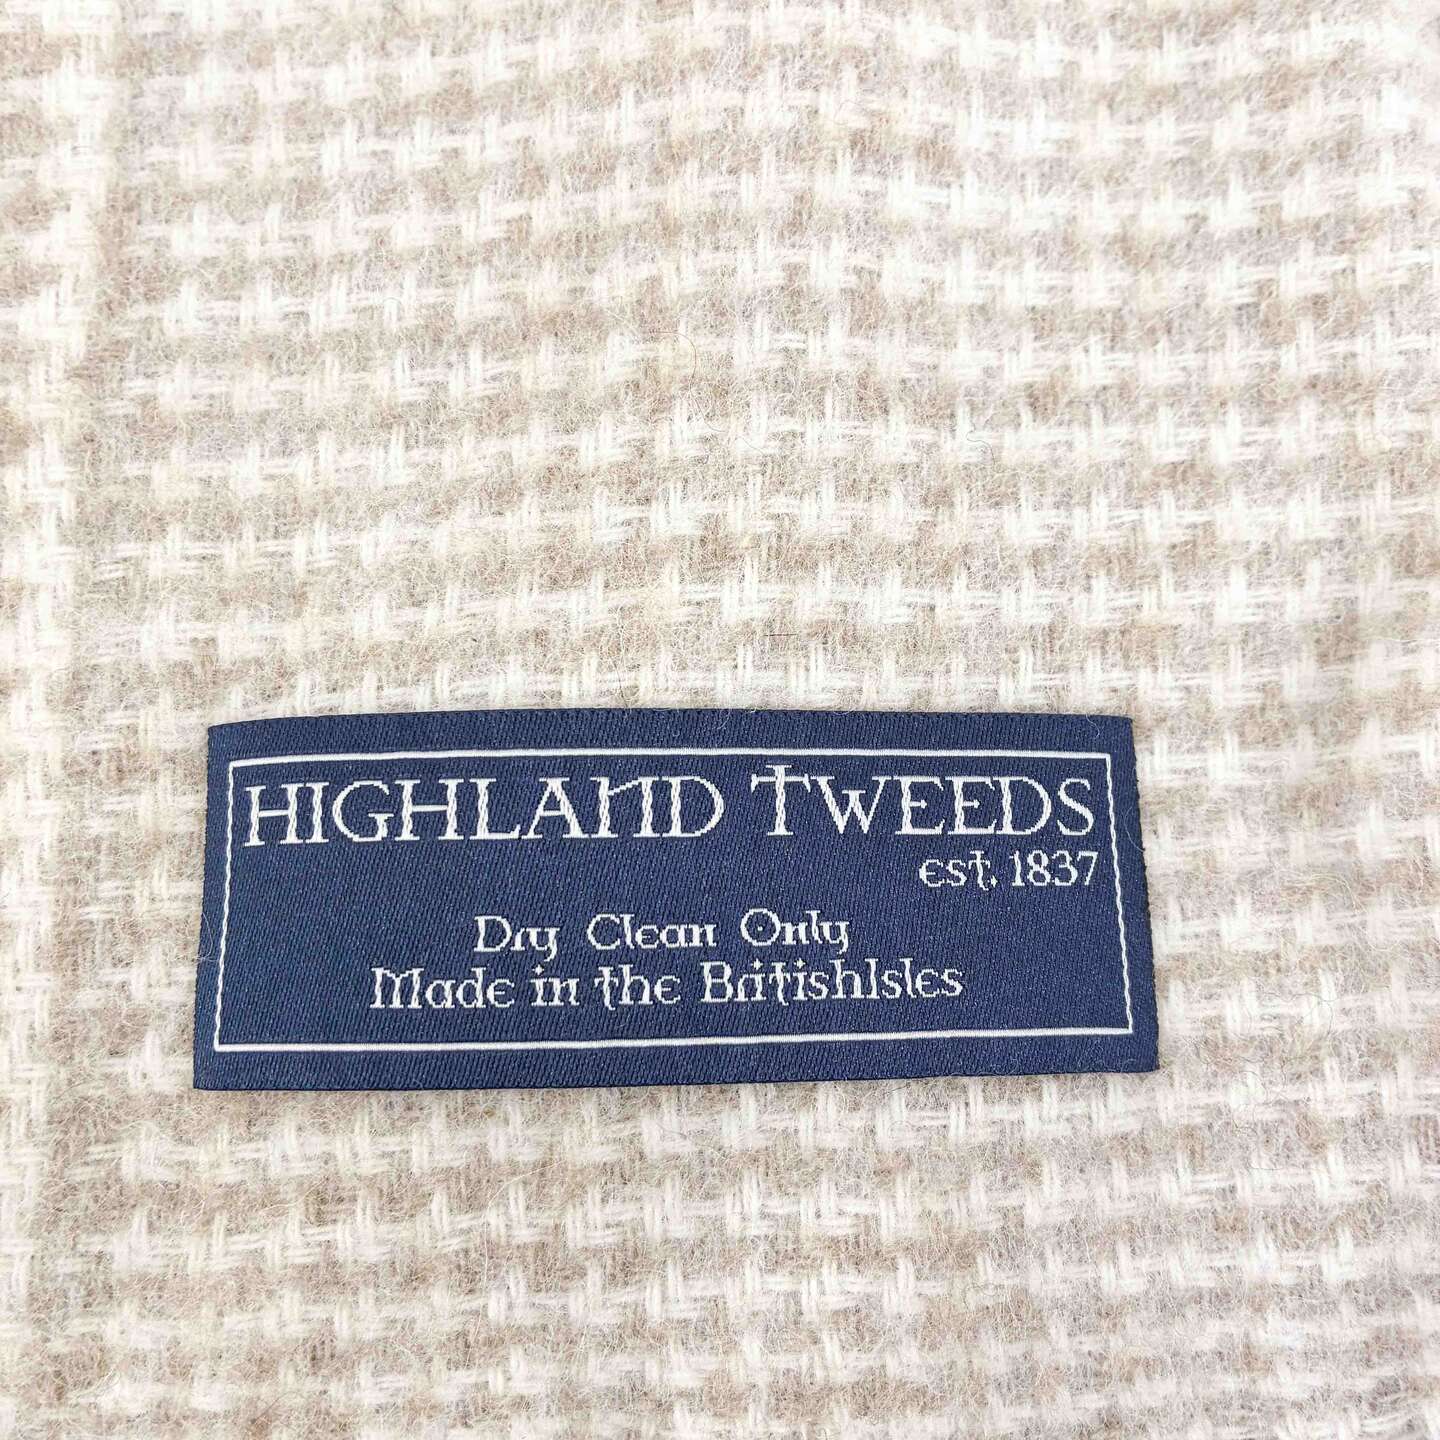 HIGHLAND TWEEDS
est. 1837
Dry Clean Only
Made in the BritishIsles